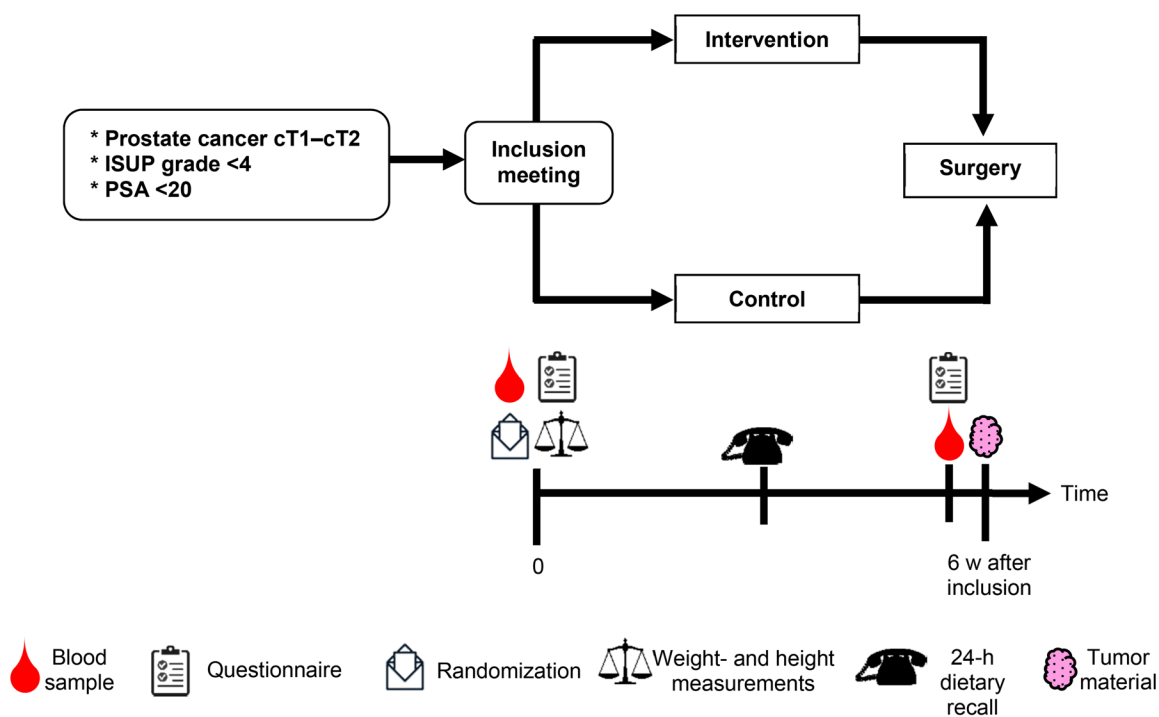 Intervention
* Prostate cancer cT1–cT2
* ISUP grade <4
* PSA <20
Inclusion
meeting
Surgery
Control
Time
0
6 w after
inclusion
Blood
sample
Questionnaire
Randomization
Weight- and height
measurements
24-h
dietary
recall
Tumor
material